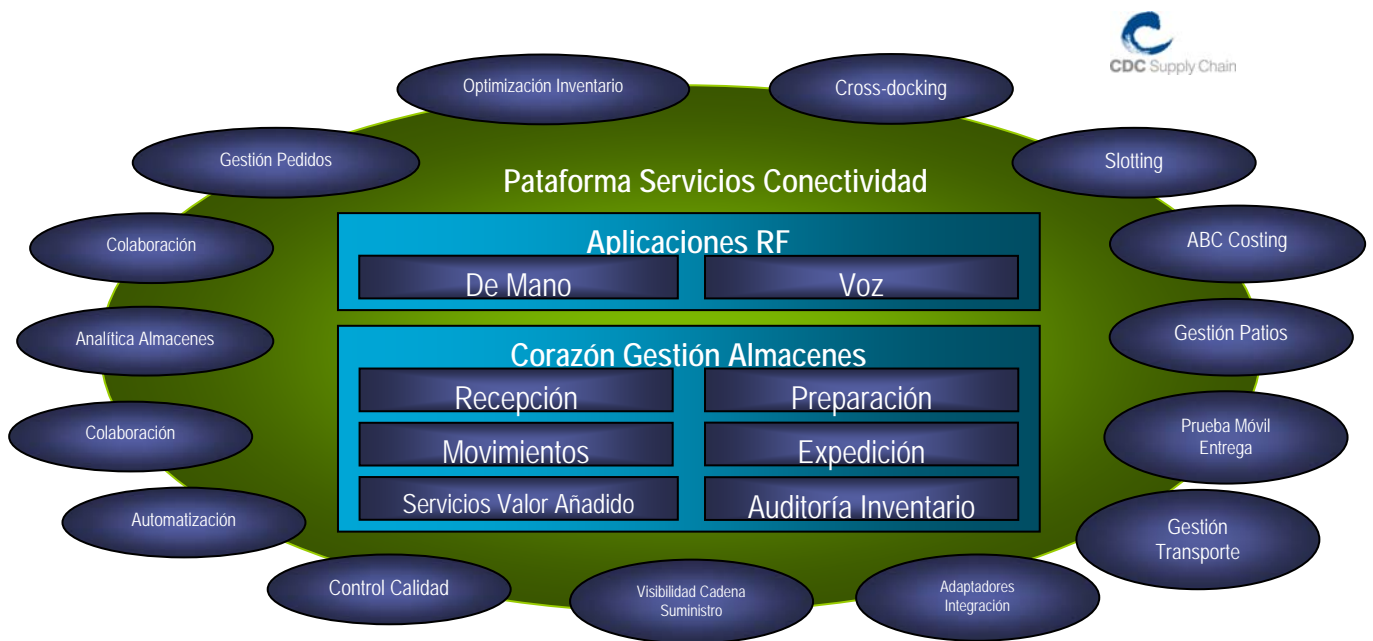 CDC Supply Chain
Optimización Inventario
Cross-docking
Gestión Pedidos
Slotting
Pataforma Servicios Conectividad
Colaboración
ABC Costing
Aplicaciones RF
De Mano
Voz
Analítica Almacenes
Gestión Patios
Corazón Gestión Almacenes
Recepción
Preparación
Colaboración
Prueba Móvil
Entrega
Movimientos
Expedición
Servicios Valor Añadido
Auditoría Inventario
Automatización
Gestión
Transporte
Control Calidad
Visibilidad Cadena
Suministro
Adaptadores
Integración